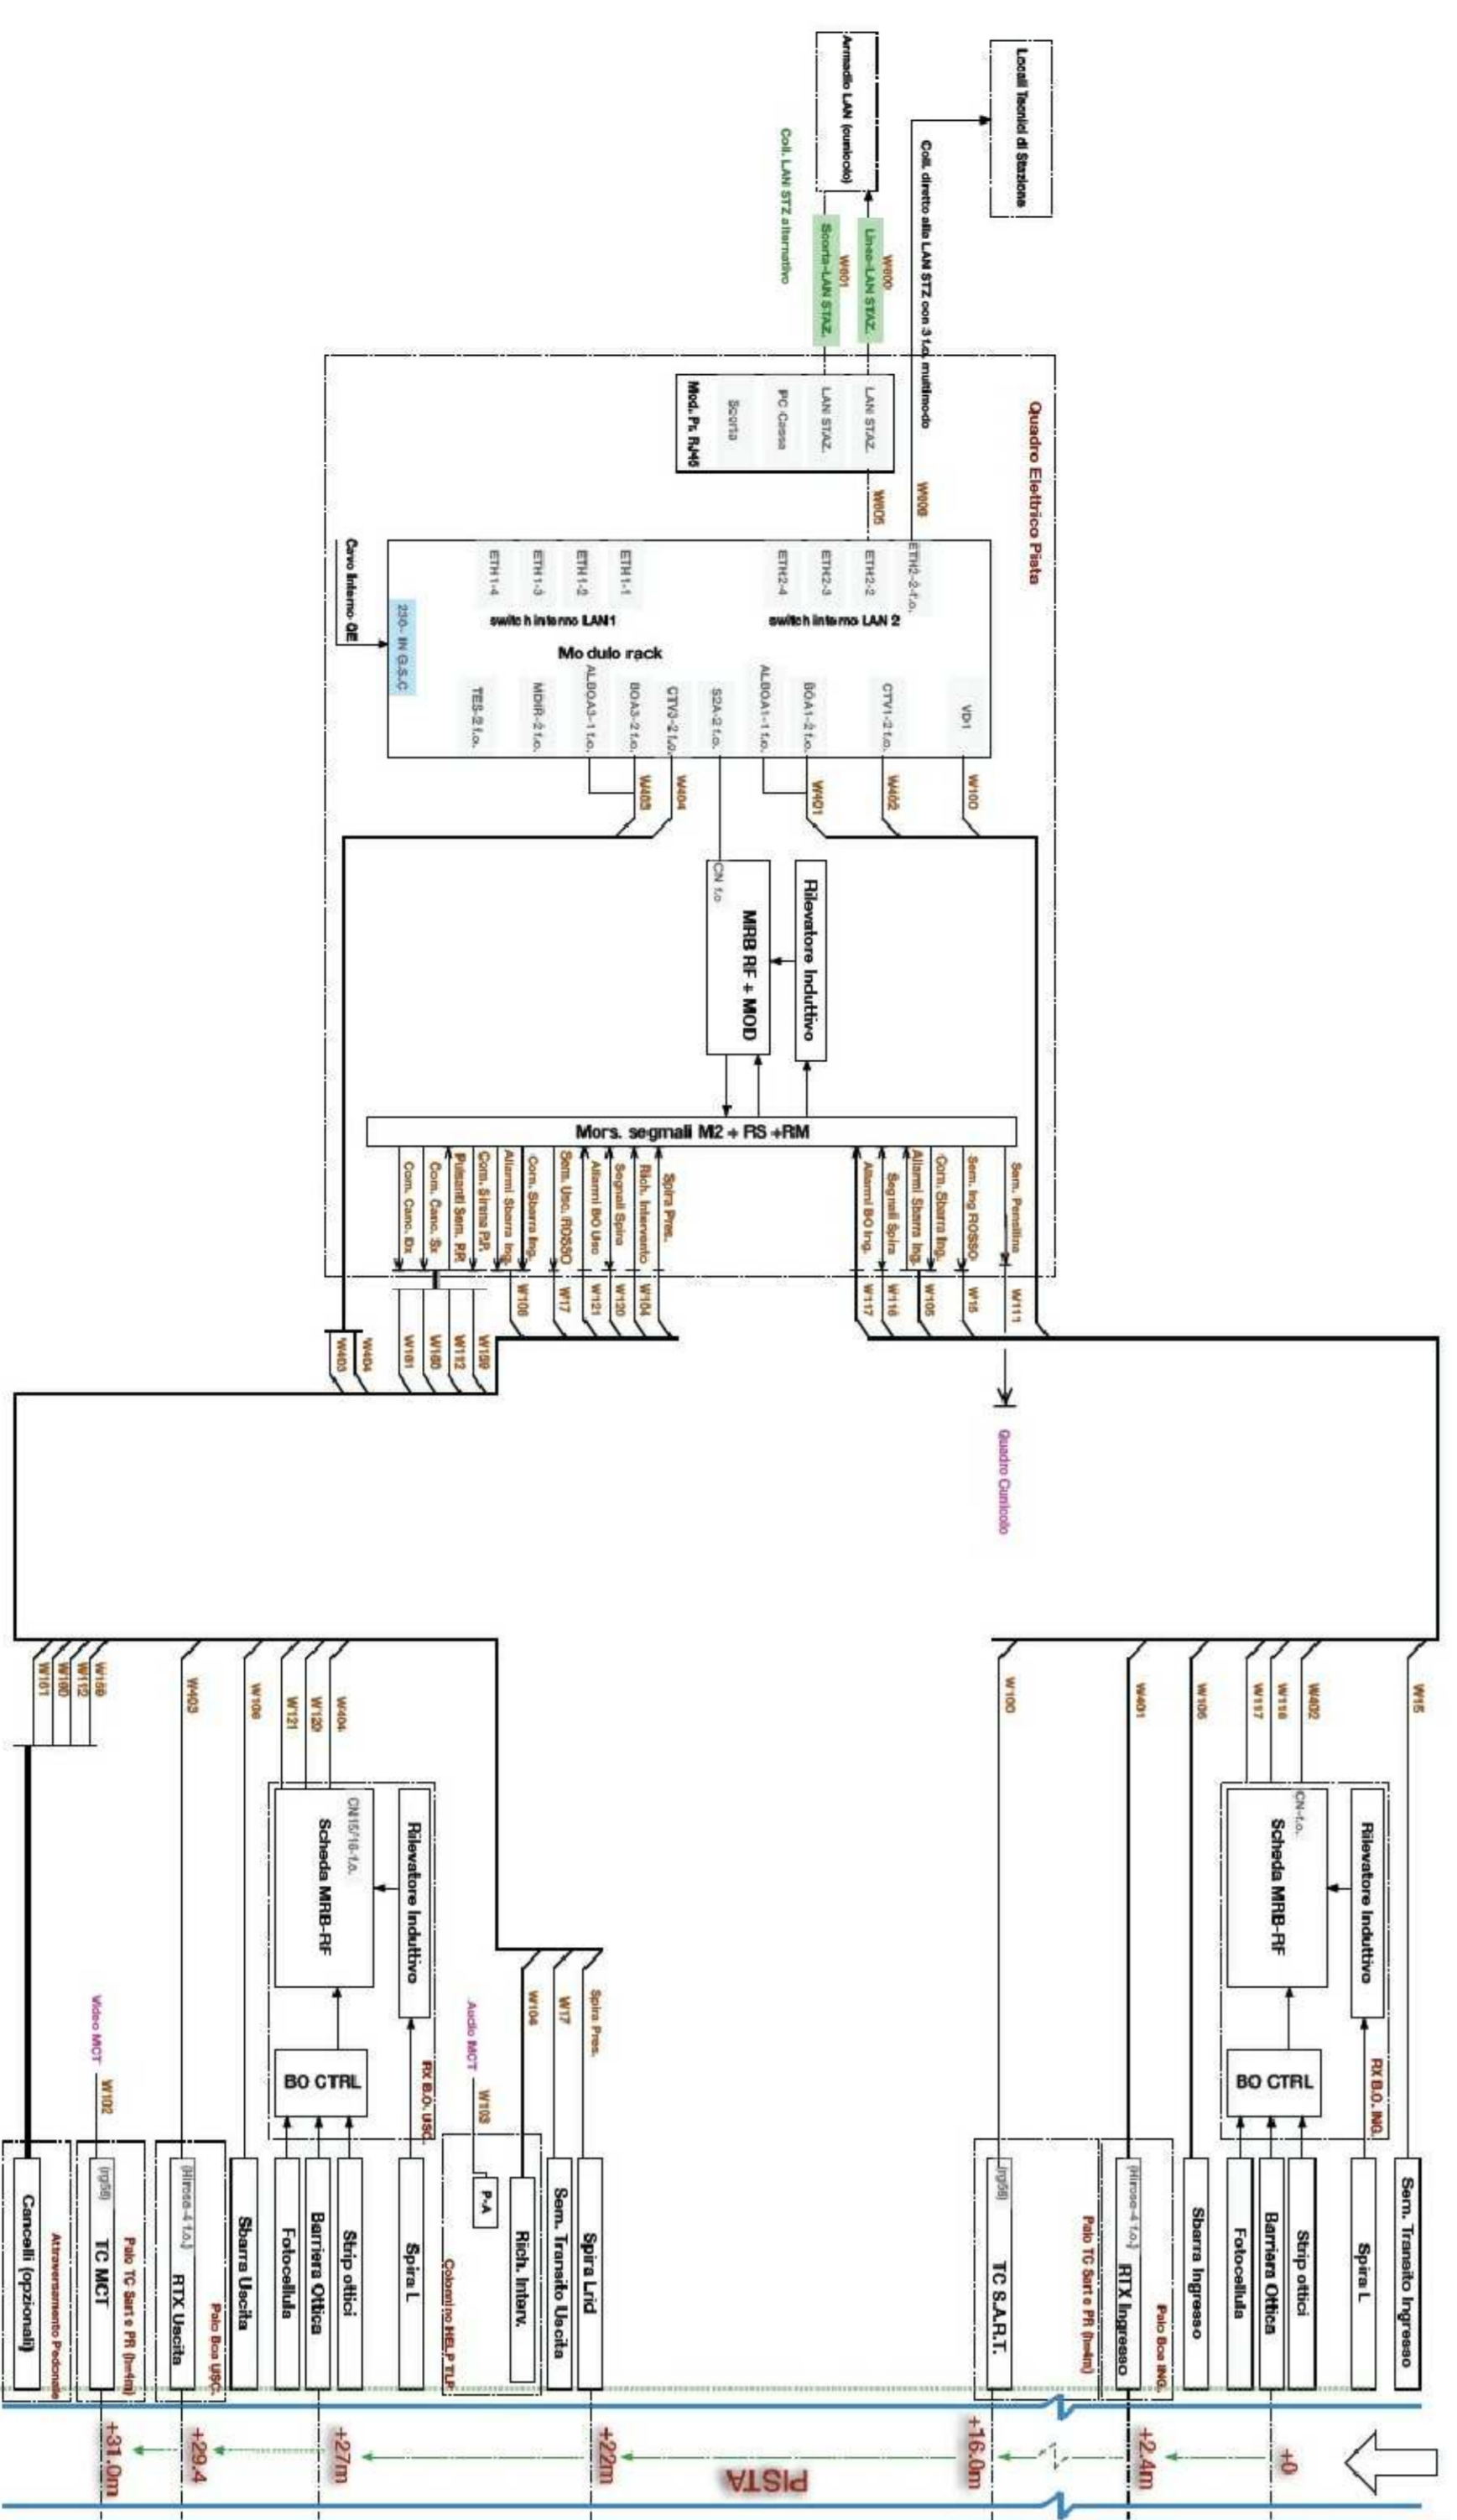 Locali Tecnici di Stazione
Armadio LAN (cunicolo)
Coll. diretto alla LAN STZ con 3 f.o. multimodo
W600
Linea-LAN STAZ.
W601
Scorta-LAN STAZ.
Coll. LAN STZ alternativo
Quadro Elettrico Pista
LAN STAZ.
LAN STAZ.
PC Cassa
Scorta
Mod. Pr. RJ45
W606
W605
Cavo Interno QE
230- IN G.S.C
ETH2-2-f.o.
ETH2-2
ETH2-3
ETH2-4
switch interno LAN 2
ETH1-1
ETH1-2
ETH1-3
ETH1-4
switch interno LAN1
Modulo rack
VD1
CTV1-2 f.o.
BOA1-2 f.o.
ALBOA1-1 f.o.
S2A-2 f.o.
CTV3-2 f.o.
BOA3-2 f.o.
ALBOA3-1 f.o.
MDIR-2 f.o.
TES-2 f.o.
W100
W402
W401
W404
W403
Rilevatore Induttivo
CN f.o
MRB RF + MOD
Mors. segmali M2 + RS +RM
Sem. Pensilina
Sem. Ing ROSSO
Com. Sbarra Ing.
Allarmi Sbarra Ing.
Segnali Spira
Allarmi BO Ing.
Spira Pres.
Rich. Intervento
Segnali Spira
Allarmi BO Usc
Sem. Usc. ROSSO
Com. Sbarra Ing.
Allarmi Sbarra Ing.
Com. Sirena P.P.
Pulsanti Sem. P.P.
Com. Canc. Sx
Com. Canc. Dx
W111
W15
W105
W116
W117
W104
W120
W121
W17
W106
W159
W112
W160
W161
W404
W403
Quadro Cunicolo
W15
W402
W116
W117
W105
W401
W100
W404
W120
W121
W106
W403
W159
W112
W160
W161
Rilevatore Induttivo
CN-f.o.
Scheda MRB-RF
BO CTRL
RX B.O. ING.
Rilevatore Induttivo
CN15/16-f.o.
Scheda MRB-RF
BO CTRL
RX B.O. USC.
Spira Pres.
W17
W104
Audio MCT
W103
Video MCT
W102
Sem. Transito Ingresso
Spira L
Strip ottici
Barriera Ottica
Fotocellula
Sbarra Ingresso
Palo Boa ING.
(Hirose-4 f.o.)
RTX Ingresso
Palo TC Sart e PR (h=4m)
(rg58)
TC S.A.R.T.
Spira Lrid
Sem. Transito Uscita
Rich. Interv.
P-A
Colonnino HELP TLP
Spira L
Strip ottici
Barriera Ottica
Fotocellula
Sbarra Uscita
Palo Boa USC.
(Hirose-4 f.o.)
RTX Uscita
Palo TC Sart e PR (h=4m)
(rg58)
TC MCT
Attraversamento Pedonale
Cancelli (opzionali)
+0
+2.4m
+16.0m
PISTA
+22m
+27m
+29.4
+31.0m